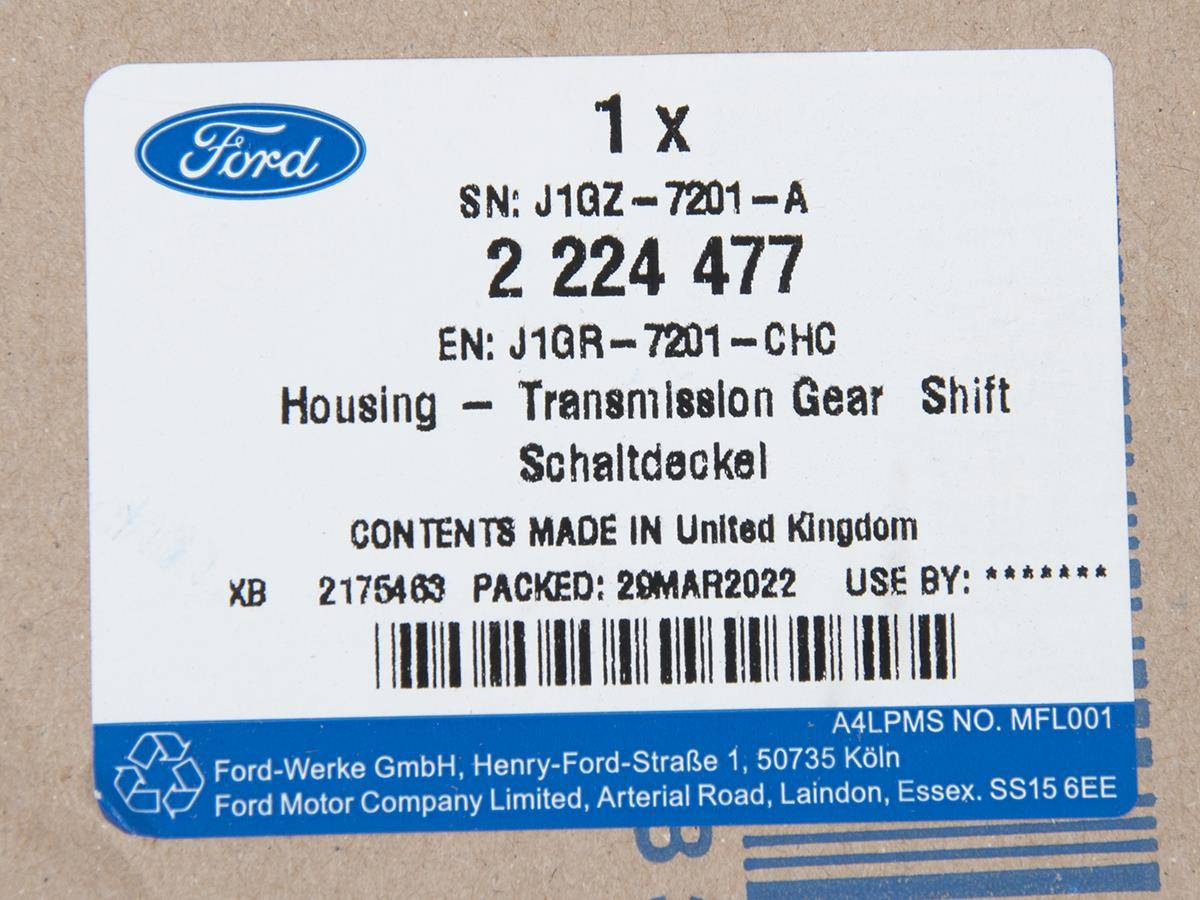 Ford
1 x
SN: J1GZ-7201-A
2 224 477
EN: J1GR-7201-CHC
Housing - Transmission Gear Shift
Schaltdeckel
CONTENTS MADE IN United Kingdom
XB 2175463 PACKED: 29MAR2022 USE BY: *******
A4LPMS NO. MFL001
Ford-Werke GmbH, Henry-Ford-Straße 1, 50735 Köln
Ford Motor Company Limited, Arterial Road, Laindon, Essex. SS15 6EE